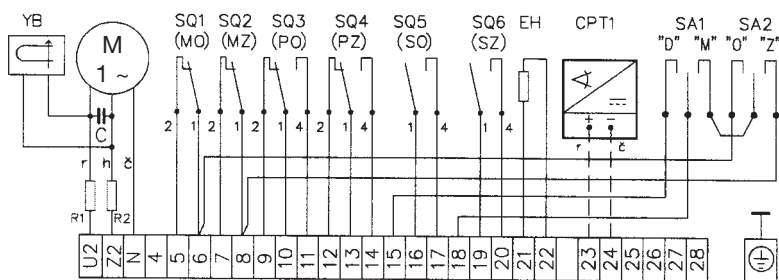 YB
M
1 ~
SQ1 SQ2 SQ3 SQ4 SQ5 SQ6 EH CPT1 SA1 SA2
(MO) (MZ) (PO) (PZ) (SO) (SZ) "D" "M" "O" "Z"
C
2 1 2 1 2 1 4 2 1 4 1 4 1 4 + −
r h č r č
R1 R2
U2 Z2 N 4 5 6 7 8 9 10 11 12 13 14 15 16 17 18 19 20 21 22 23 24 25 26 27 28